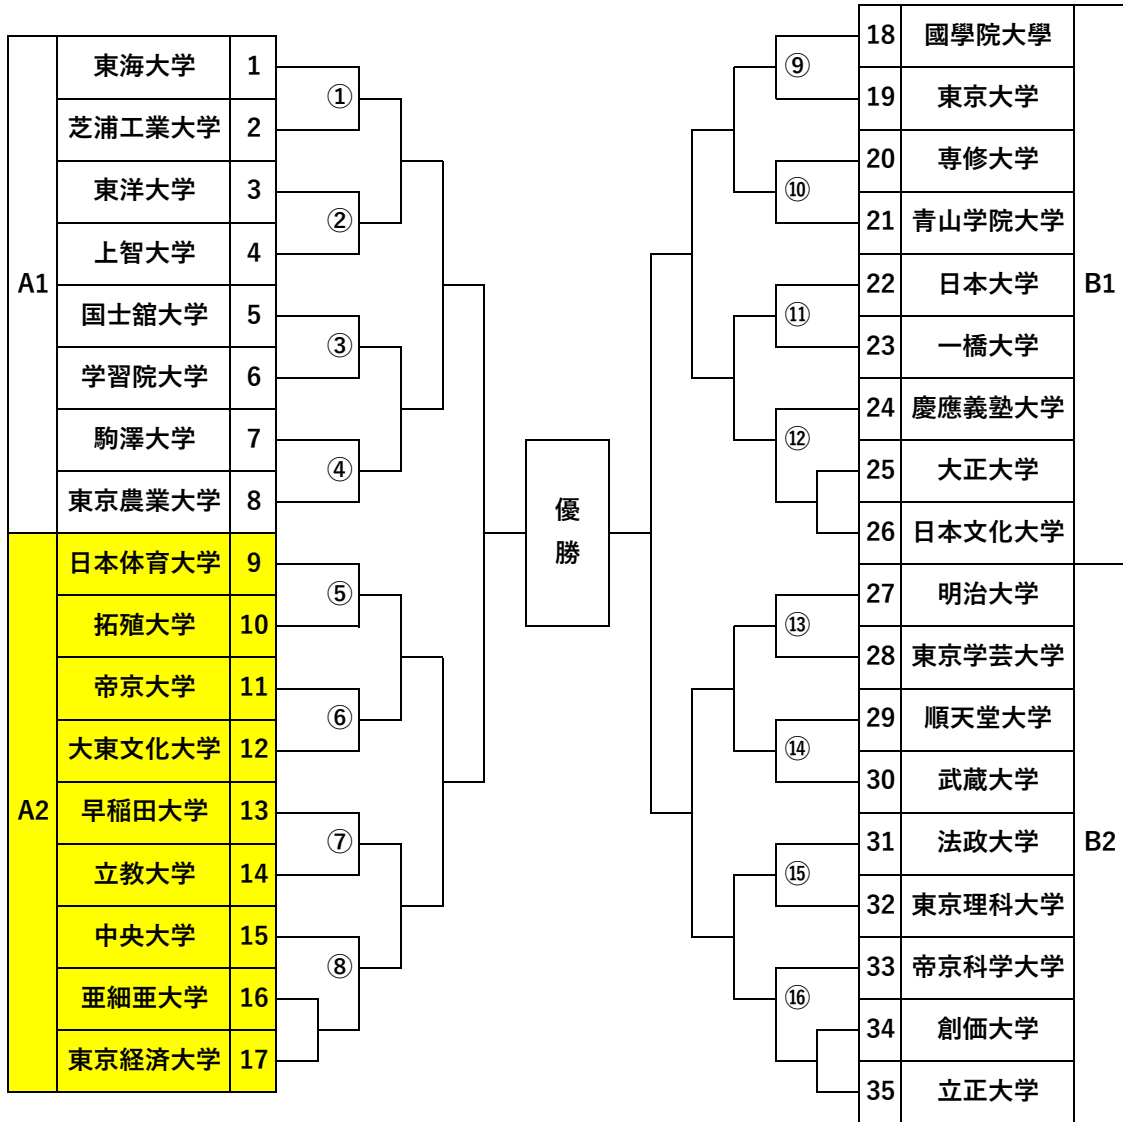 A1
東海大学 1
芝浦工業大学 2
①
東洋大学 3
上智大学 4
②
国士舘大学 5
学習院大学 6
③
駒澤大学 7
東京農業大学 8
④
A2
日本体育大学 9
拓殖大学 10
⑤
帝京大学 11
大東文化大学 12
⑥
早稲田大学 13
立教大学 14
⑦
中央大学 15
亜細亜大学 16
東京経済大学 17
⑧
優
勝
B1
18 國學院大學
19 東京大学
⑨
20 専修大学
21 青山学院大学
⑩
22 日本大学
23 一橋大学
⑪
24 慶應義塾大学
25 大正大学
26 日本文化大学
⑫
B2
27 明治大学
28 東京学芸大学
⑬
29 順天堂大学
30 武蔵大学
⑭
31 法政大学
32 東京理科大学
⑮
33 帝京科学大学
34 創価大学
35 立正大学
⑯